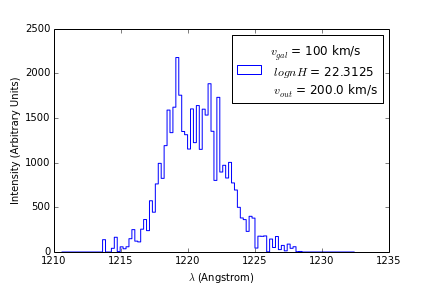 2500
2000
1500
1000
500
0
Intensity (Arbitrary Units)
v_gal = 100 km/s
lognH = 22.3125
v_out = 200.0 km/s
1210 1215 1220 1225 1230 1235
λ (Angstrom)